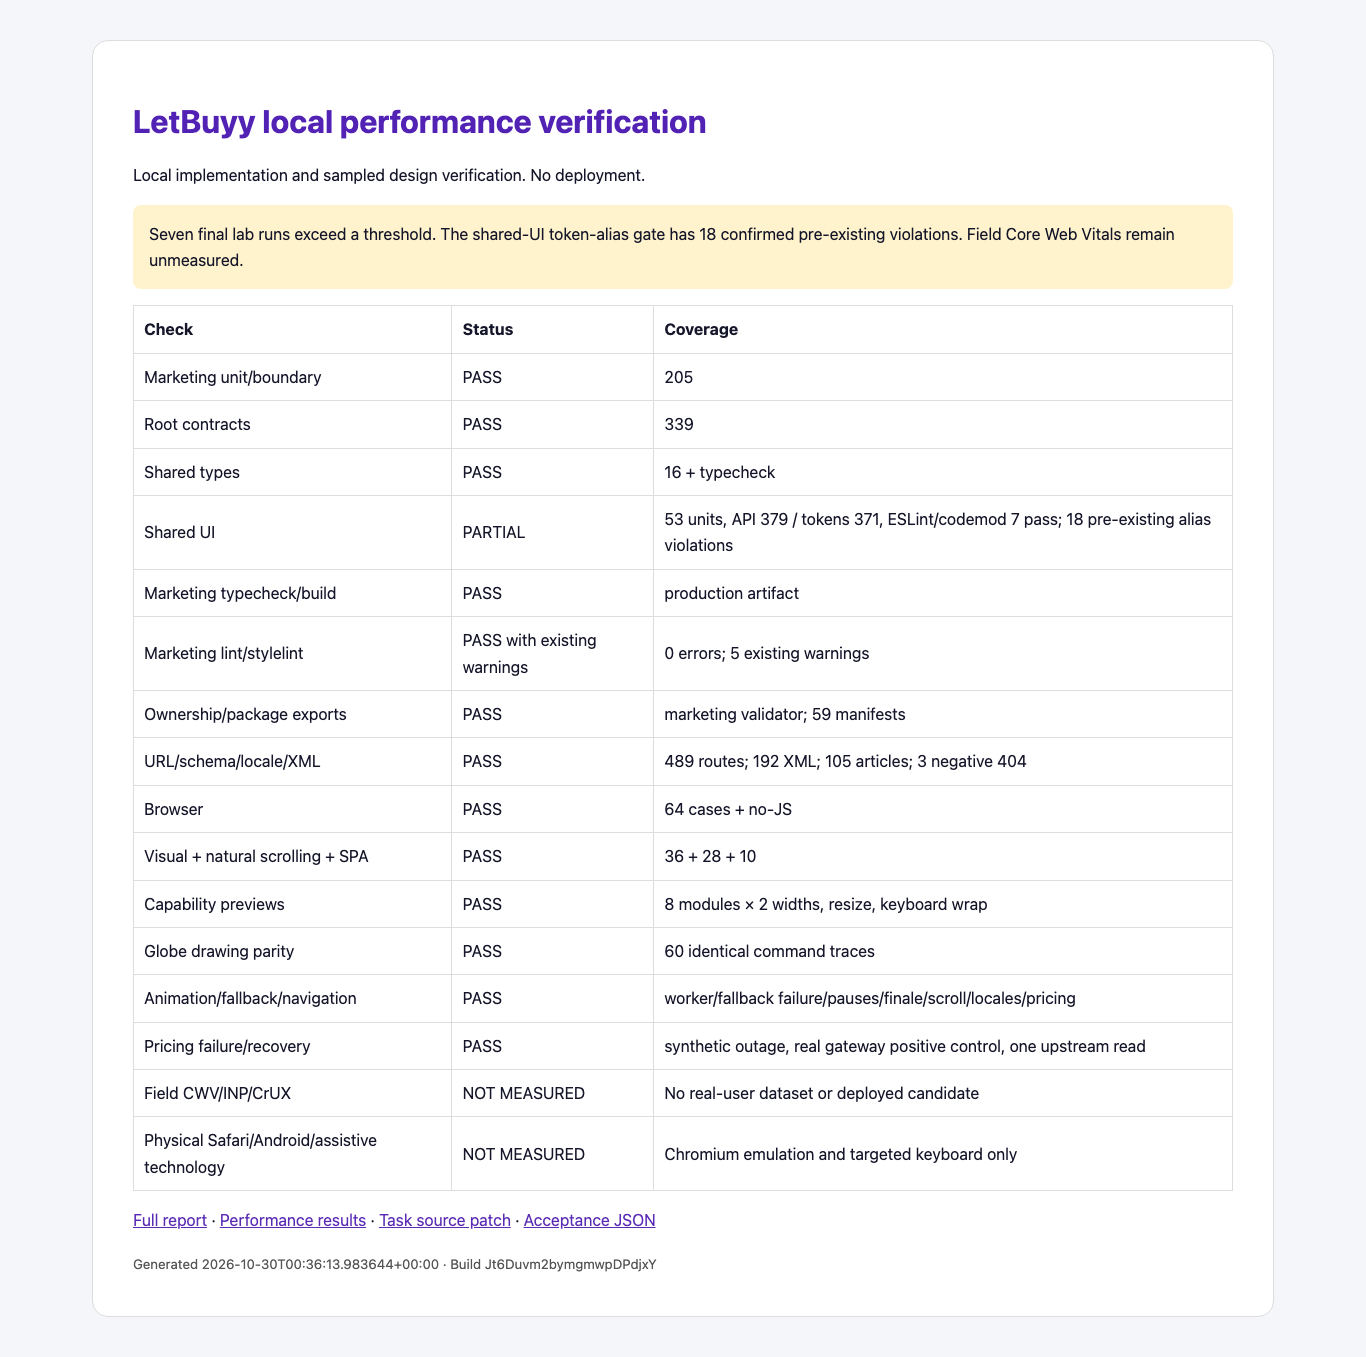 LetBuyy local performance verification
Local implementation and sampled design verification. No deployment.
Seven final lab runs exceed a threshold. The shared-UI token-alias gate has 18 confirmed pre-existing violations. Field Core Web Vitals remain
unmeasured.
Check Status Coverage
Marketing unit/boundary PASS 205
Root contracts PASS 339
Shared types PASS 16 + typecheck
Shared UI PARTIAL 53 units, API 379 / tokens 371, ESLint/codemod 7 pass; 18 pre-existing alias
violations
Marketing typecheck/build PASS production artifact
Marketing lint/stylelint PASS with existing
warnings 0 errors; 5 existing warnings
Ownership/package exports PASS marketing validator; 59 manifests
URL/schema/locale/XML PASS 489 routes; 192 XML; 105 articles; 3 negative 404
Browser PASS 64 cases + no-JS
Visual + natural scrolling + SPA PASS 36 + 28 + 10
Capability previews PASS 8 modules × 2 widths, resize, keyboard wrap
Globe drawing parity PASS 60 identical command traces
Animation/fallback/navigation PASS worker/fallback failure/pauses/finale/scroll/locales/pricing
Pricing failure/recovery PASS synthetic outage, real gateway positive control, one upstream read
Field CWV/INP/CrUX NOT MEASURED No real-user dataset or deployed candidate
Physical Safari/Android/assistive
technology NOT MEASURED Chromium emulation and targeted keyboard only
Full report · Performance results · Task source patch · Acceptance JSON
Generated 2026-10-30T00:36:13.983644+00:00 · Build Jt6Duvm2bymgmwpDPdjxY